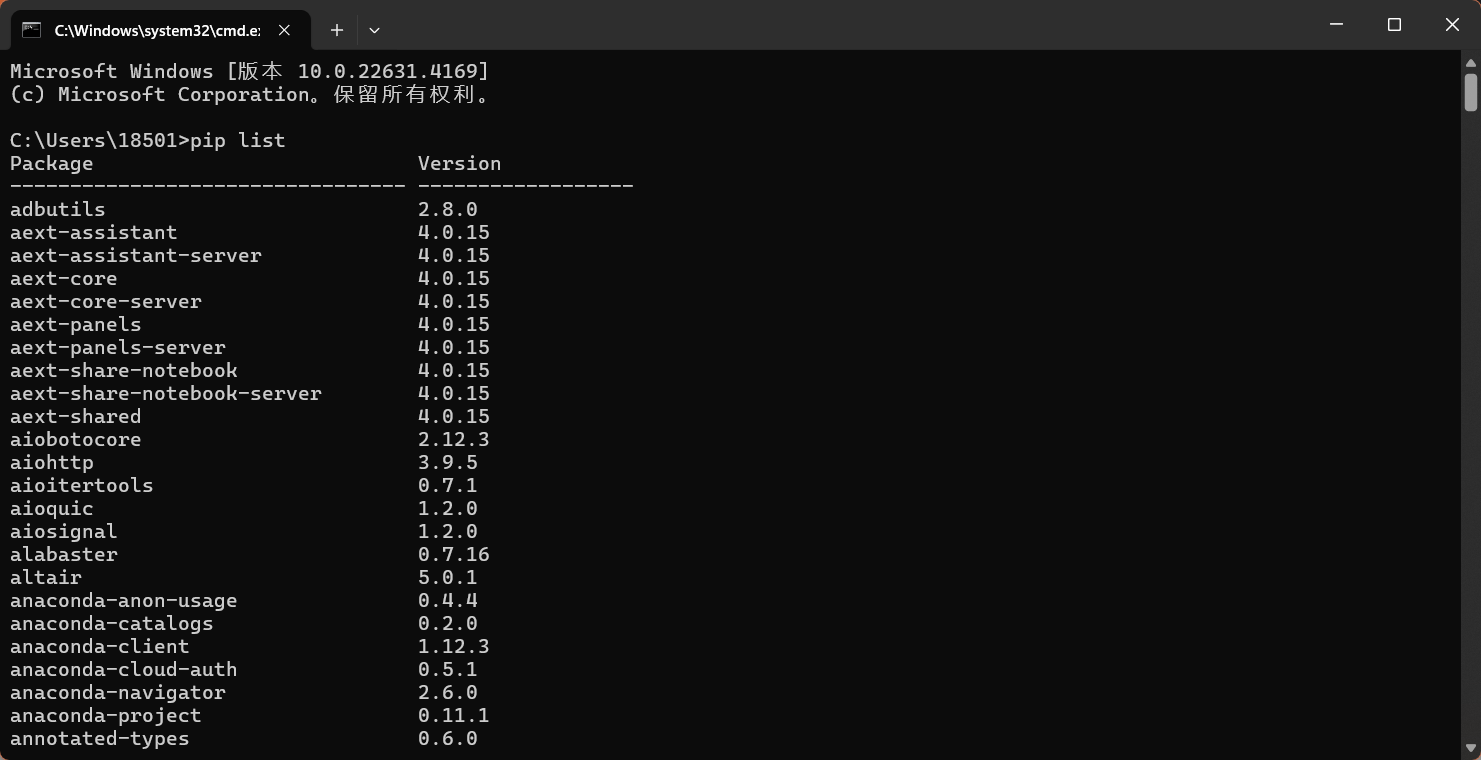 C:\Windows\system32\cmd.e
Microsoft Windows [版本 10.0.22631.4169]
(c) Microsoft Corporation。保留所有权利。
C:\Users\18501>pip list
Package Version
--------------------------------- ------------------
adbutils 2.8.0
aext-assistant 4.0.15
aext-assistant-server 4.0.15
aext-core 4.0.15
aext-core-server 4.0.15
aext-panels 4.0.15
aext-panels-server 4.0.15
aext-share-notebook 4.0.15
aext-share-notebook-server 4.0.15
aext-shared 4.0.15
aiobotocore 2.12.3
aiohttp 3.9.5
aioitertools 0.7.1
aioquic 1.2.0
aiosignal 1.2.0
alabaster 0.7.16
altair 5.0.1
anaconda-anon-usage 0.4.4
anaconda-catalogs 0.2.0
anaconda-client 1.12.3
anaconda-cloud-auth 0.5.1
anaconda-navigator 2.6.0
anaconda-project 0.11.1
annotated-types 0.6.0